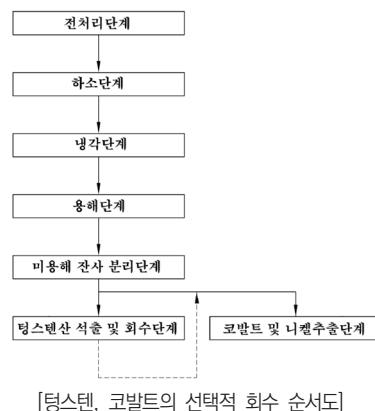 전처리단계
하소단계
냉각단계
용해단계
미용해 잔사 분리단계
텅스텐산 석출 및 회수단계
코발트 및 니켈추출단계
[텅스텐, 코발트의 선택적 회수 순서도]